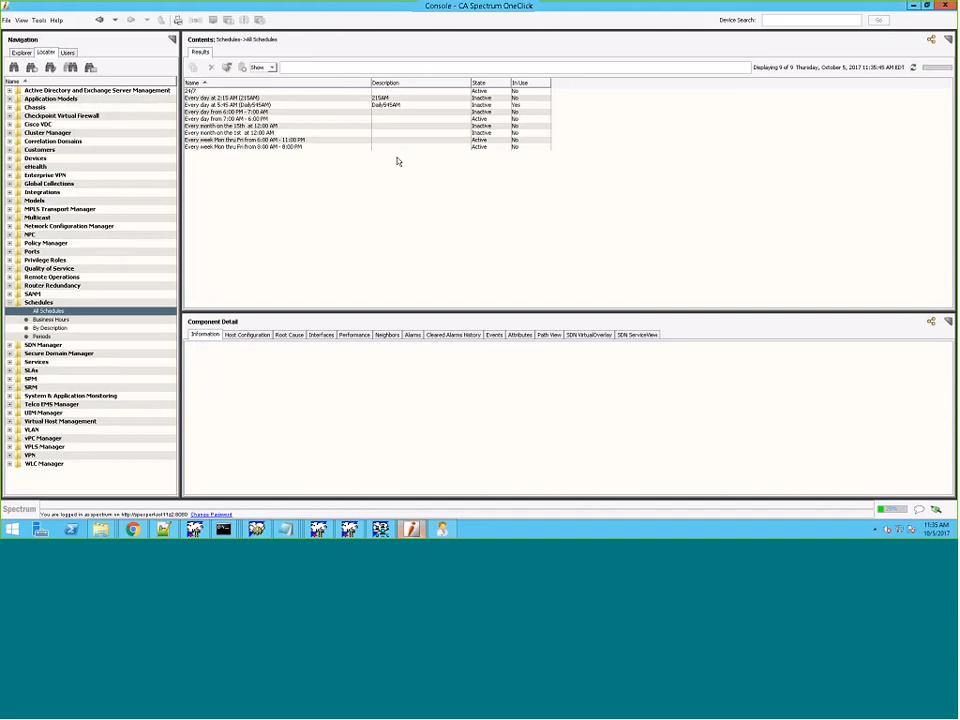 Console - CA Spectrum OneClick
File View Tools Help
Device Search:
Go
Navigation
Explorer Locater Users
Name
Active Directory and Exchange Server Management
Application Models
Chassis
Checkpoint Virtual Firewall
Cisco VDC
Cluster Manager
Correlation Domains
Customers
Devices
eHealth
Enterprise VPN
Global Collections
Integrations
Models
MPLS Transport Manager
Multicast
Network Configuration Manager
NPC
Policy Manager
Ports
Privilege Roles
Quality of Service
Remote Operations
Router Redundancy
SANM
Schedules
All Schedules
Business Hours
By Description
Periods
SDN Manager
Secure Domain Manager
Services
SLAs
SPM
SRM
System & Application Monitoring
Telco EMS Manager
UIM Manager
Virtual Host Management
VLAN
vPC Manager
VPLS Manager
VPN
WLC Manager
Contents: Schedules->All Schedules
Results
Show
Displaying 9 of 9 Thursday, October 5, 2017 11:35:45 AM EDT
Name Description State In Use
24/7 Active No
Every day at 2:15 AM (215AM) 215AM Inactive No
Every day at 5:45 AM (Daily545AM) Daily545AM Inactive Yes
Every day from 6:00 PM - 7:00 AM Inactive No
Every day from 7:00 AM - 6:00 PM Active No
Every month on the 15th at 12:00 AM Inactive No
Every month on the 1st at 12:00 AM Inactive No
Every week Mon thru Fri from 6:00 AM - 11:00 PM Active No
Every week Mon thru Fri from 8:00 AM - 8:00 PM Active No
Component Detail
Information Host Configuration Root Cause Interfaces Performance Neighbors Alarms Cleared Alarms History Events Attributes Path View SDN VirtualOverlay SDN ServiceView
Spectrum
You are logged in as spectrum on
Change Password
11:35 AM
10/5/2017